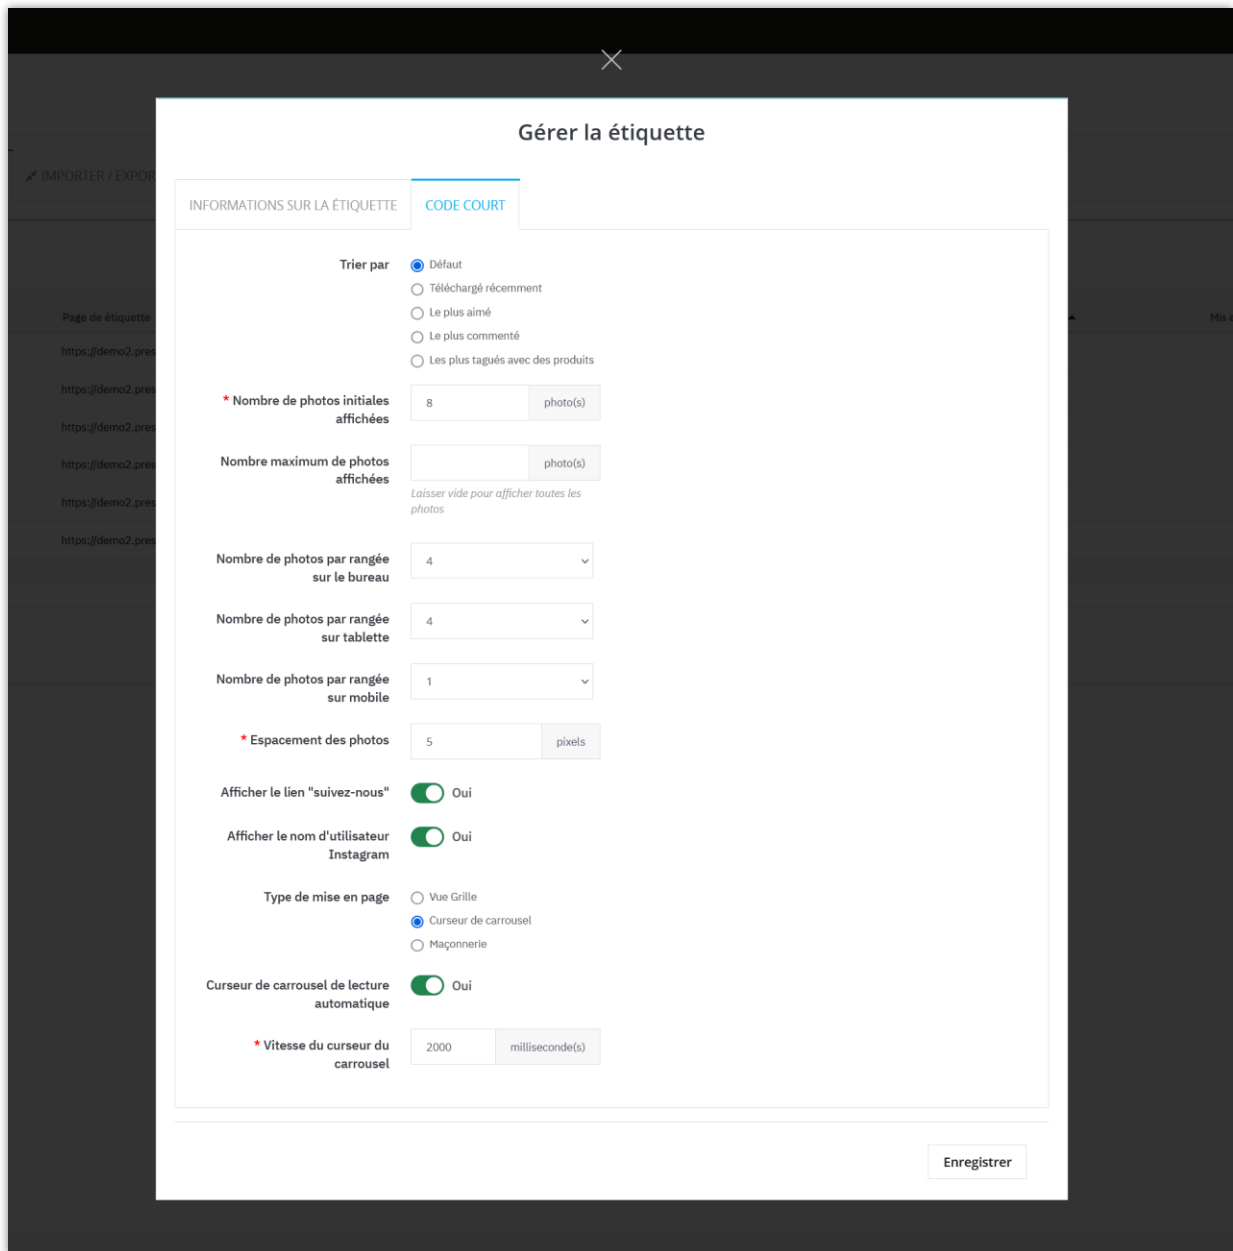 Gérer la étiquette
IMPORTER / EXPOR
INFORMATIONS SUR LA ÉTIQUETTE
CODE COURT
Page de étiquette
Mis e
https://demo2.pres
https://demo2.pres
https://demo2.pres
https://demo2.pres
https://demo2.pres
https://demo2.pres
Trier par
Défaut
Téléchargé récemment
Le plus aimé
Le plus commenté
Les plus tagués avec des produits
* Nombre de photos initiales
affichées
8
photo(s)
Nombre maximum de photos
affichées
photo(s)
Laisser vide pour afficher toutes les
photos
Nombre de photos par rangée
sur le bureau
4
Nombre de photos par rangée
sur tablette
4
Nombre de photos par rangée
sur mobile
1
* Espacement des photos
5
pixels
Afficher le lien "suivez-nous"
Oui
Afficher le nom d'utilisateur
Instagram
Oui
Type de mise en page
Vue Grille
Curseur de carrousel
Maçonnerie
Curseur de carrousel de lecture
automatique
Oui
* Vitesse du curseur du
carrousel
2000
milliseconde(s)
Enregistrer